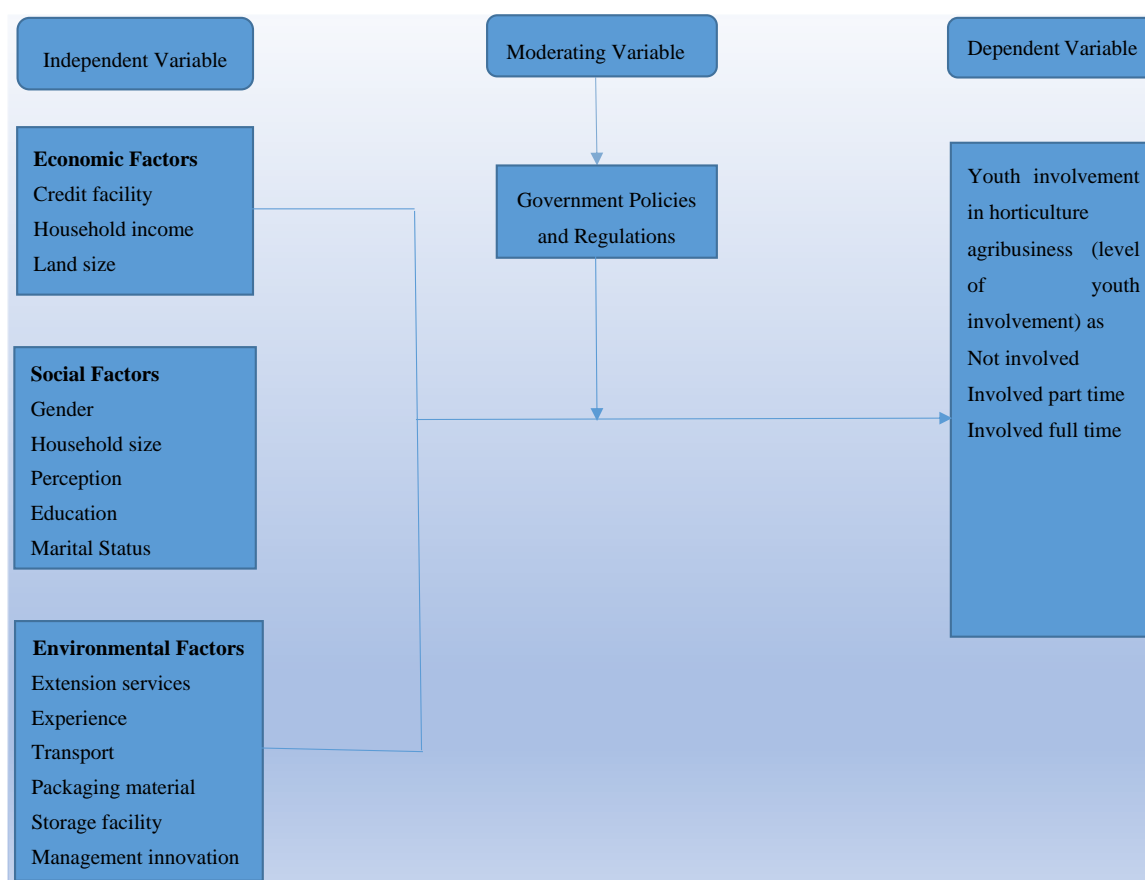 Independent Variable
Moderating Variable
Dependent Variable
Economic Factors
Credit facility
Household income
Land size
Government Policies
and Regulations
Youth involvement
in horticulture
agribusiness (level
of youth
involvement) as
Not involved
Involved part time
Involved full time
Social Factors
Gender
Household size
Perception
Education
Marital Status
Environmental Factors
Extension services
Experience
Transport
Packaging material
Storage facility
Management innovation